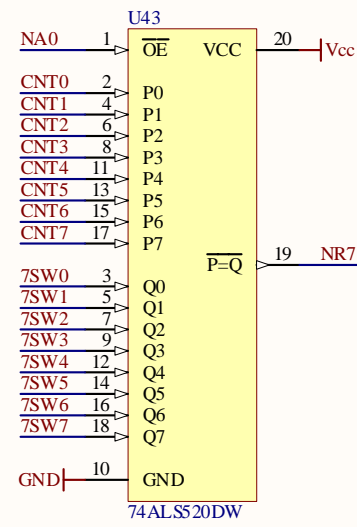 U43
NA0 1 OE VCC 20 Vcc
CNT0 2 P0
CNT1 4 P1
CNT2 6 P2
CNT3 8 P3
CNT4 11 P4
CNT5 13 P5
CNT6 15 P6
CNT7 17 P7
P=Q 19 NR7
7SW0 3 Q0
7SW1 5 Q1
7SW2 7 Q2
7SW3 9 Q3
7SW4 12 Q4
7SW5 14 Q5
7SW6 16 Q6
7SW7 18 Q7
GND 10 GND
74ALS520DW